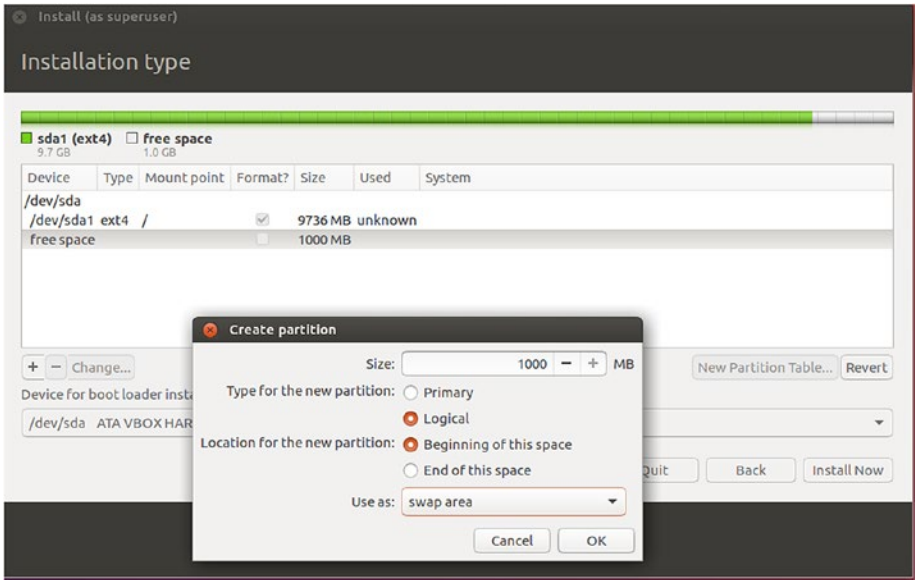 Install (as superuser)
Installation type
sda1 (ext4) free space
9.7 GB 1.0 GB
Device Type Mount point Format? Size Used System
/dev/sda
/dev/sda1 ext4 / 9736 MB unknown
free space 1000 MB
Create partition
Size: 1000 − + MB
+ − Change... New Partition Table... Revert
Type for the new partition: Primary
Device for boot loader insta
Logical
/dev/sda ATA VBOX HAR
Location for the new partition: Beginning of this space
End of this space
Quit Back Install Now
Use as: swap area
Cancel OK